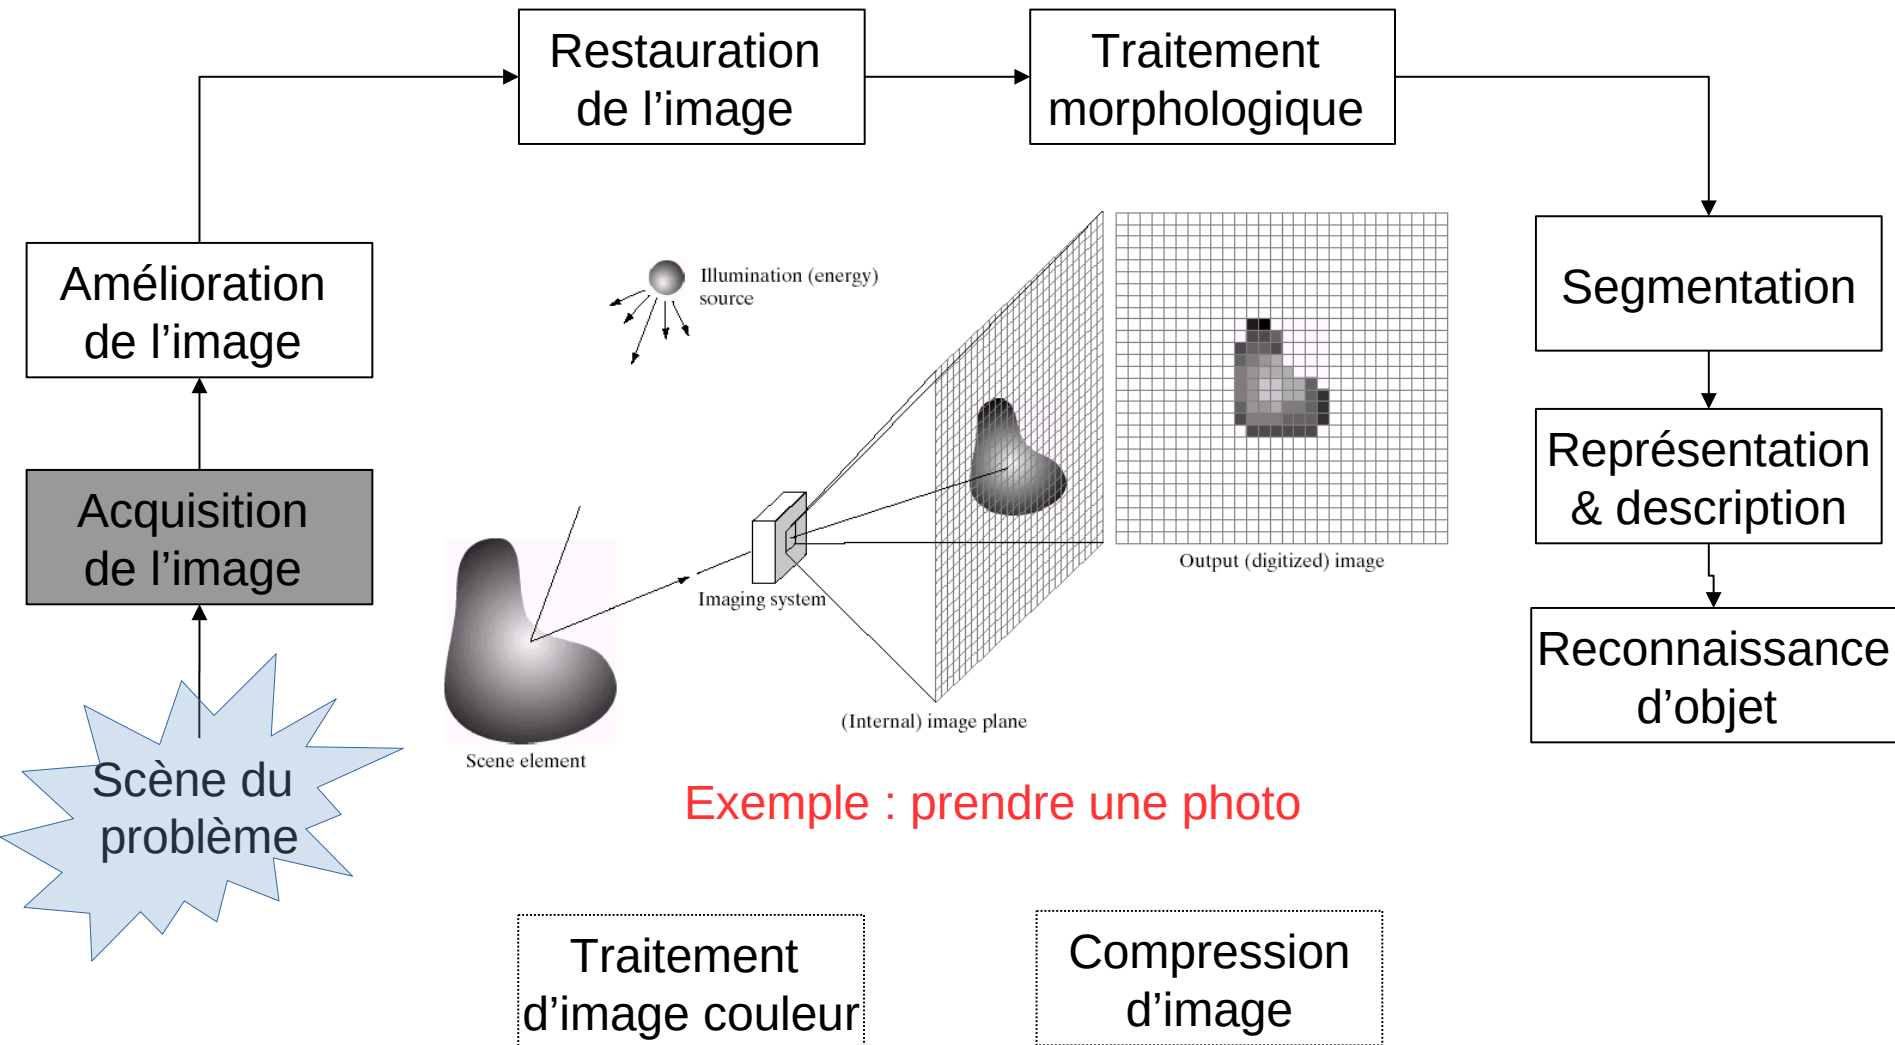 Restauration
de l’image
Traitement
morphologique
Amélioration
de l’image
Illumination (energy)
source
Segmentation
Acquisition
de l’image
Représentation
& description
Imaging system
Output (digitized) image
Reconnaissance
d’objet
(Internal) image plane
Scene element
Scène du
problème
Exemple : prendre une photo
Traitement
d’image couleur
Compression
d’image